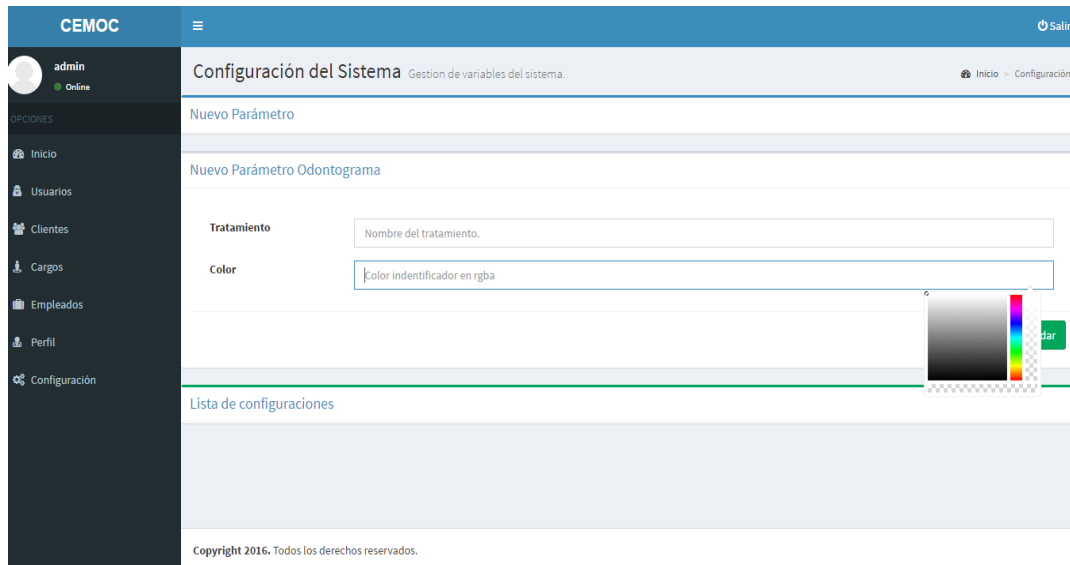 CEMOC
Salir
admin
Online
Configuración del Sistema Gestion de variables del sistema.
Inicio > Configuración
OPCIONES
Inicio
Usuarios
Clientes
Cargos
Empleados
Perfil
Configuración
Nuevo Parámetro
Nuevo Parámetro Odontograma
Tratamiento Nombre del tratamiento.
Color Color indentificador en rgba
dar
Lista de configuraciones
Copyright 2016. Todos los derechos reservados.